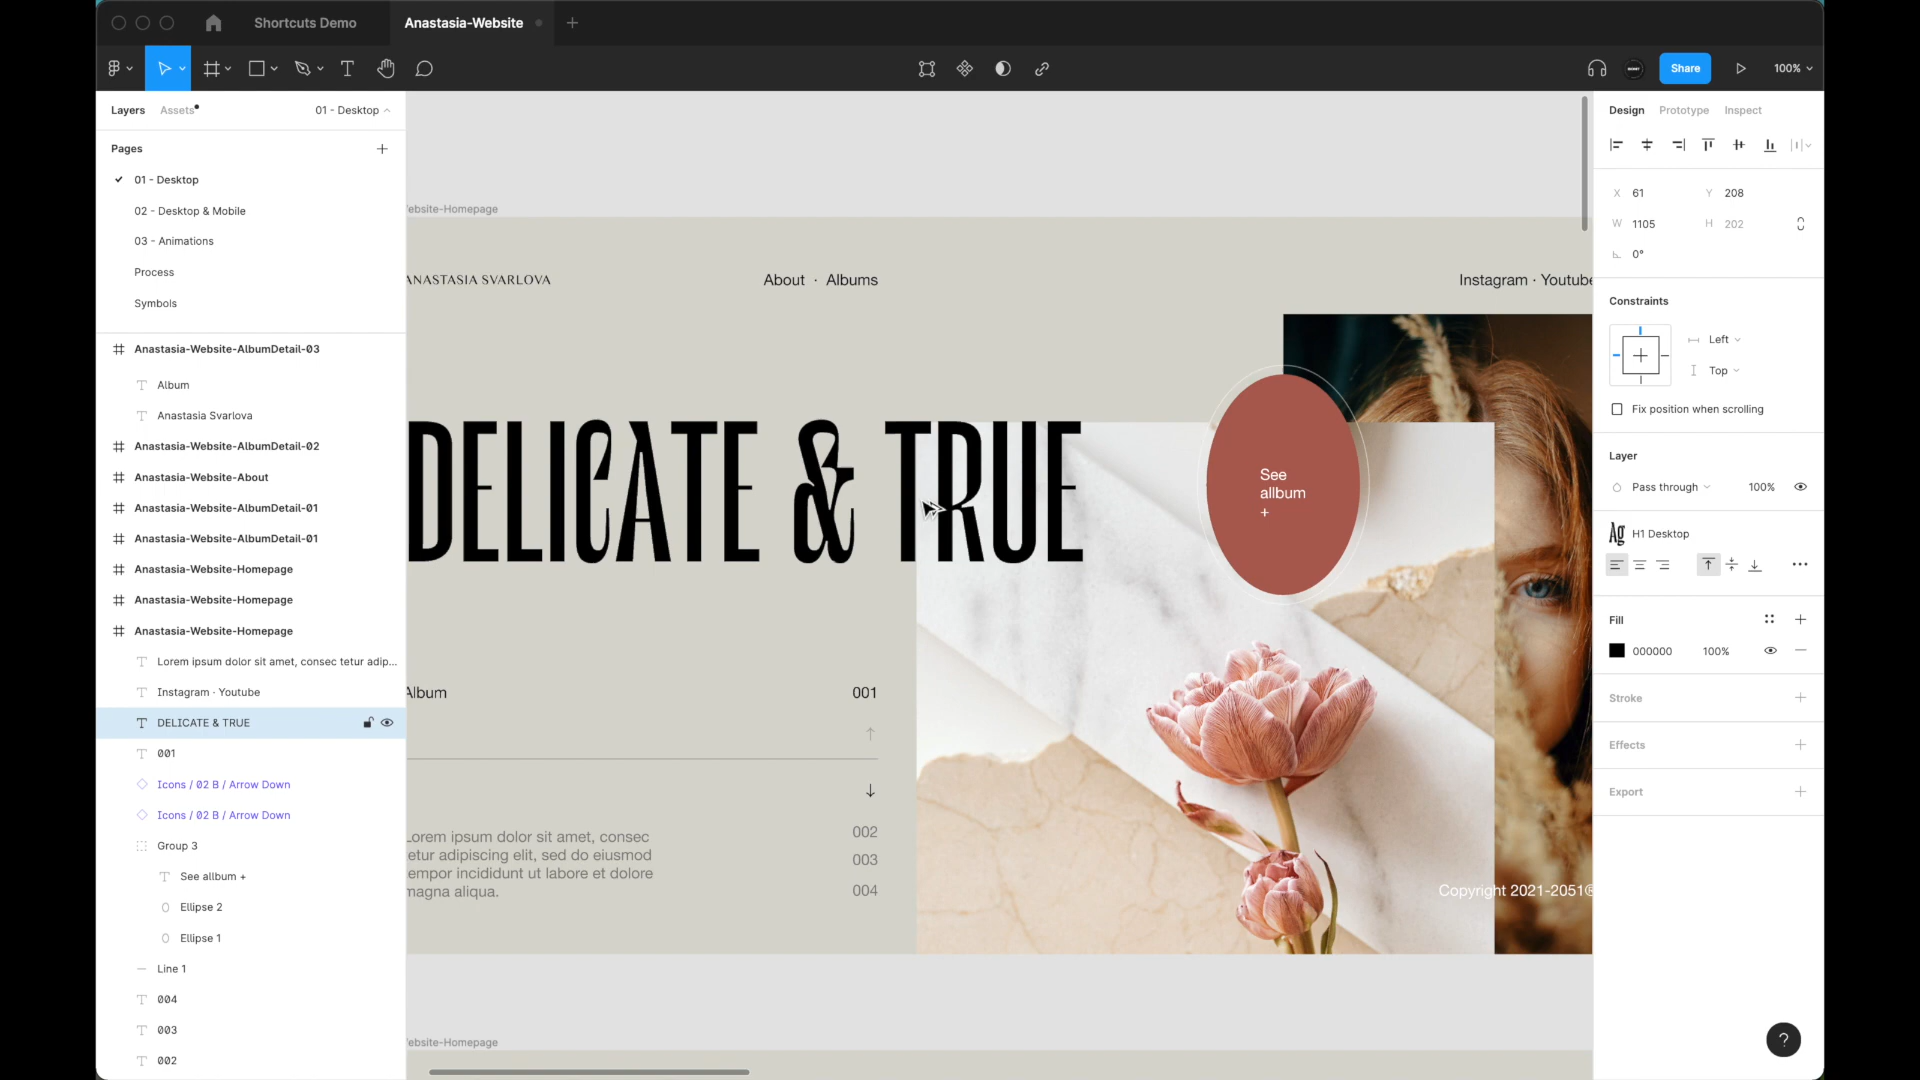 Shortcuts Demo
Anastasia-Website
Share
100%
Layers
Assets
01 - Desktop
Pages
01 - Desktop
02 - Desktop & Mobile
03 - Animations
Process
Symbols
Anastasia-Website-AlbumDetail-03
Album
Anastasia Svarlova
Anastasia-Website-AlbumDetail-02
Anastasia-Website-About
Anastasia-Website-AlbumDetail-01
Anastasia-Website-AlbumDetail-01
Anastasia-Website-Homepage
Anastasia-Website-Homepage
Anastasia-Website-Homepage
Lorem ipsum dolor sit amet, consec tetur adip...
Instagram · Youtube
DELICATE & TRUE
001
Icons / 02 B / Arrow Down
Icons / 02 B / Arrow Down
Group 3
See allbum +
Ellipse 2
Ellipse 1
Line 1
004
003
002
ebsite-Homepage
ANASTASIA SVARLOVA
About · Albums
Instagram · Youtube
DELICATE & TRUE
See
allbum
+
Album
001
002
003
004
Lorem ipsum dolor sit amet, consec
etur adipiscing elit, sed do eiusmod
empor incididunt ut labore et dolore
magna aliqua.
Copyright 2021-2051®
ebsite-Homepage
Design
Prototype
Inspect
X 61
Y 208
W 1105
H 202
0°
Constraints
Left
Top
Fix position when scrolling
Layer
Pass through
100%
Ag H1 Desktop
Fill
000000
100%
Stroke
Effects
Export
?